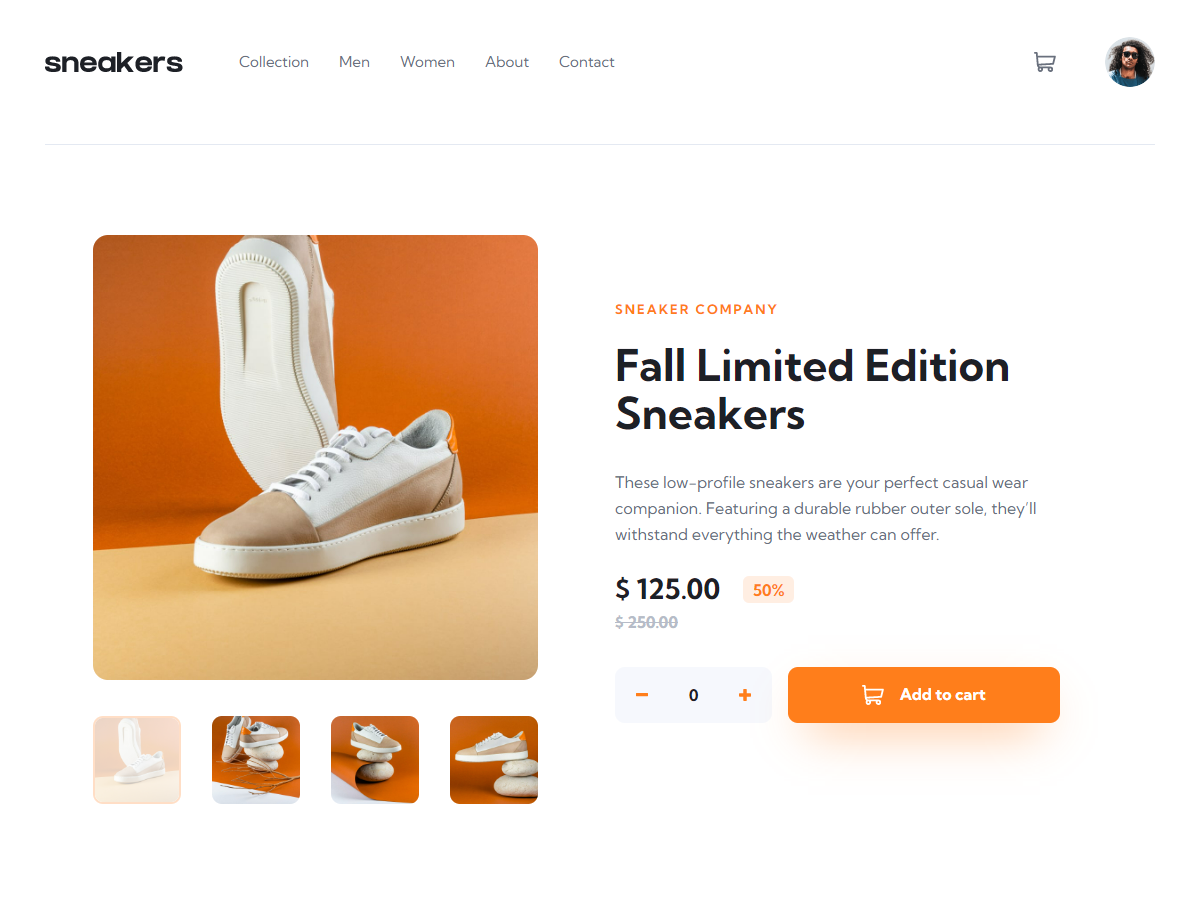 sneakers
Collection
Men
Women
About
Contact
SNEAKER COMPANY
Fall Limited Edition
Sneakers
These low-profile sneakers are your perfect casual wear
companion. Featuring a durable rubber outer sole, they’ll
withstand everything the weather can offer.
$ 125.00
50%
$ 250.00
0
Add to cart